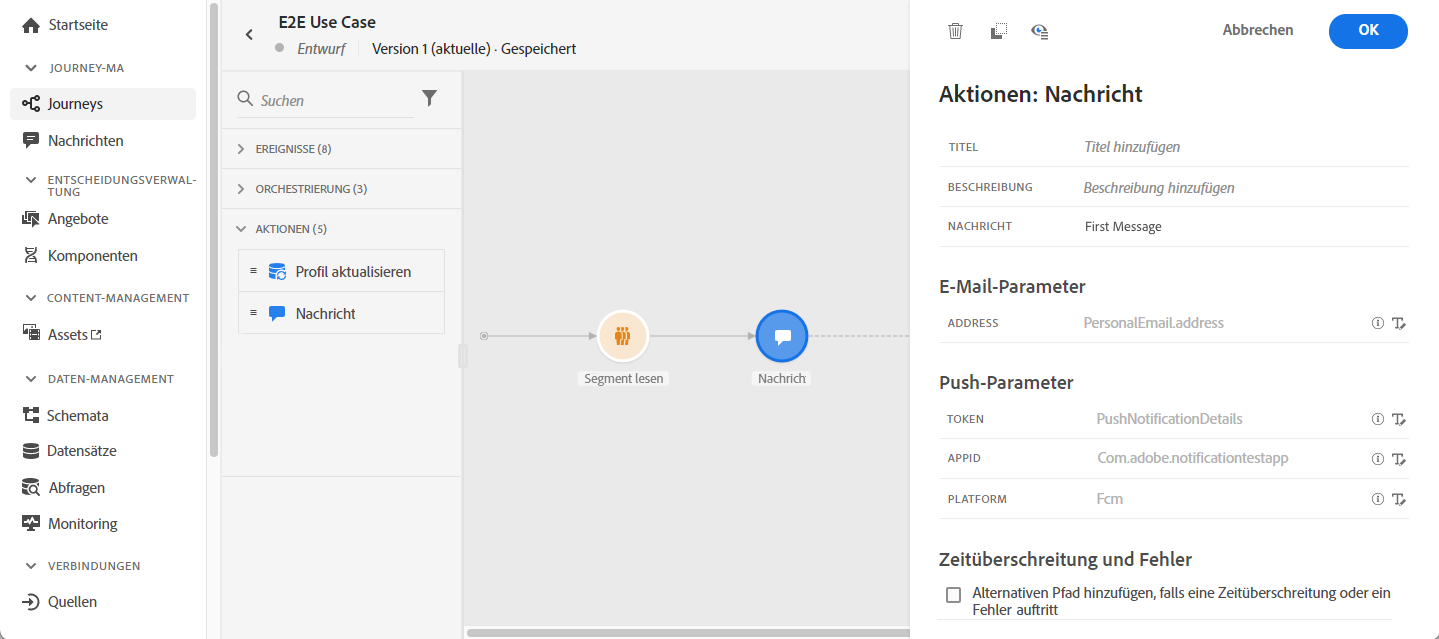 Startseite
JOURNEY-MA
Journeys
Nachrichten
ENTSCHEIDUNGSVERWAL-
TUNG
Angebote
Komponenten
CONTENT-MANAGEMENT
Assets
DATEN-MANAGEMENT
Schemata
Datensätze
Abfragen
Monitoring
VERBINDUNGEN
Quellen
E2E Use Case
Entwurf
Version 1 (aktuelle) · Gespeichert
Suchen
EREIGNISSE (8)
ORCHESTRIERUNG (3)
AKTIONEN (5)
Profil aktualisieren
Nachricht
Segment lesen
Nachrich
Abbrechen
OK
Aktionen: Nachricht
TITEL
Titel hinzufügen
BESCHREIBUNG
Beschreibung hinzufügen
NACHRICHT
First Message
E-Mail-Parameter
ADDRESS
PersonalEmail.address
Push-Parameter
TOKEN
PushNotificationDetails
APPID
Com.adobe.notificationtestapp
PLATFORM
Fcm
Zeitüberschreitung und Fehler
Alternativen Pfad hinzufügen, falls eine Zeitüberschreitung oder ein
Fehler auftritt